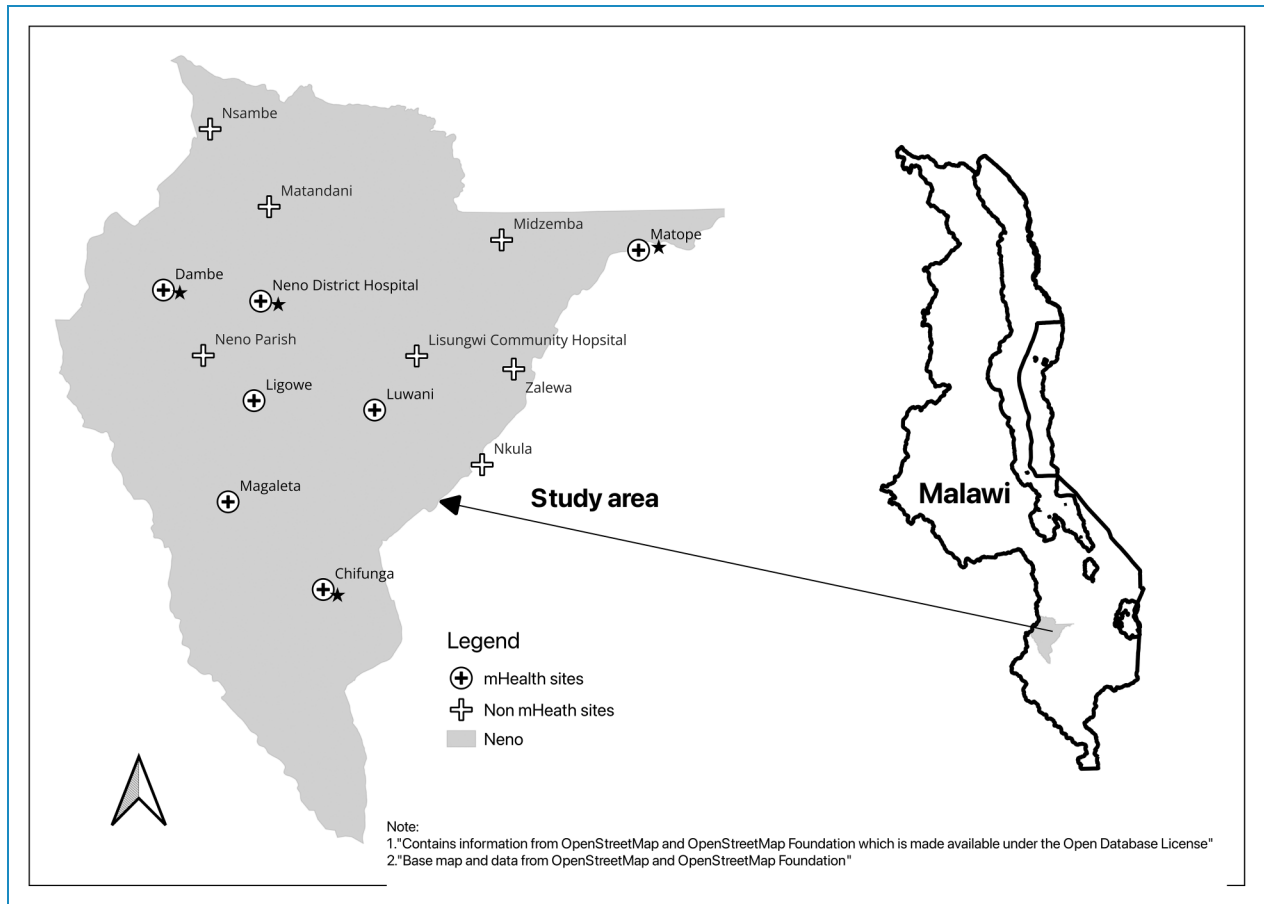 Nsambe
Matandani
Midzemba
Matope
Dambe
Neno District Hospital
Neno Parish
Lisungwi Community Hopsital
Zalewa
Ligowe
Luwani
Nkula
Magaleta
Study area
Malawi
Chifunga
Legend
mHealth sites
Non mHeath sites
Neno
Note:
1."Contains information from OpenStreetMap and OpenStreetMap Foundation which is made available under the Open Database License"
2."Base map and data from OpenStreetMap and OpenStreetMap Foundation"